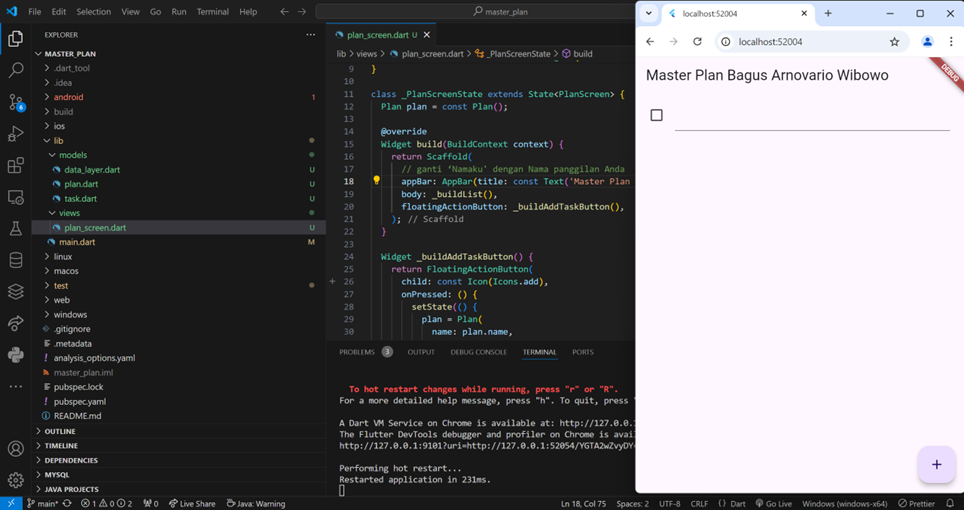 File Edit Selection View Go Run Terminal Help
master_plan
EXPLORER
MASTER_PLAN
.dart_tool
.idea
android 1
build
ios
lib
models
data_layer.dart U
plan.dart U
task.dart U
views
plan_screen.dart U
main.dart M
linux
macos
test
web
windows
.gitignore
.metadata
analysis_options.yaml
master_plan.iml
pubspec.lock
pubspec.yaml
README.md
OUTLINE
TIMELINE
DEPENDENCIES
MYSQL
JAVA PROJECTS
6
plan_screen.dart U
lib > views > plan_screen.dart > _PlanScreenState > build
9 }
10
11 class _PlanScreenState extends State<PlanScreen> {
12 Plan plan = const Plan();
13
14 @override
15 Widget build(BuildContext context) {
16 return Scaffold(
17 // ganti 'Namaku' dengan Nama panggilan Anda
18 appBar: AppBar(title: const Text('Master Plan
19 body: _buildList(),
20 floatingActionButton: _buildAddTaskButton(),
21 ); // Scaffold
22 }
23
24 Widget _buildAddTaskButton() {
25 return FloatingActionButton(
26 child: const Icon(Icons.add),
27 onPressed: () {
28 setState(() {
29 plan = Plan(
30 name: plan.name,
PROBLEMS 3 OUTPUT DEBUG CONSOLE TERMINAL PORTS
To hot restart changes while running, press "r" or "R".
For a more detailed help message, press "h". To quit, press
A Dart VM Service on Chrome is available at: http://127.0.0.1
The Flutter DevTools debugger and profiler on Chrome is avai
http://127.0.0.1:9101?uri=http://127.0.0.1:52054/YGTA2wZvyDY
Performing hot restart...
Restarted application in 231ms.
localhost:52004
localhost:52004
DEBUG
Master Plan Bagus Arnovario Wibowo
+
main* 1 0 2 0 Live Share Java: Warning Ln 18, Col 75 Spaces: 2 UTF-8 CRLF {} Dart Go Live Windows (windows-x64) Prettier